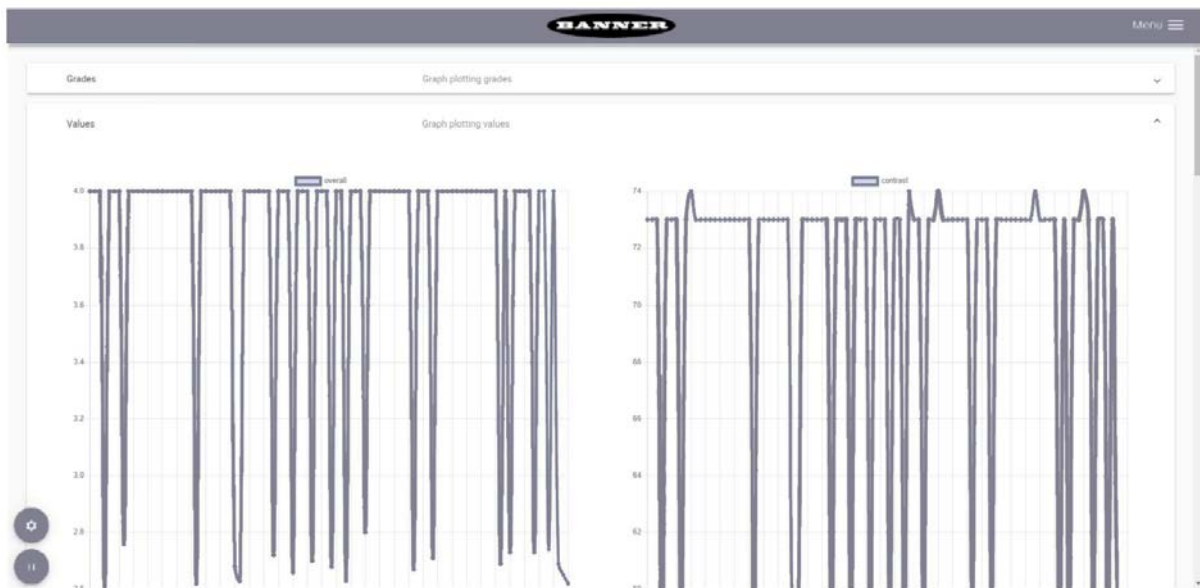 BANNER
Menu
Grades
Graph plotting grades
Values
Graph plotting values
overall
4.0
3.8
3.6
3.4
3.2
3.0
2.8
contrast
74
72
70
68
66
64
62